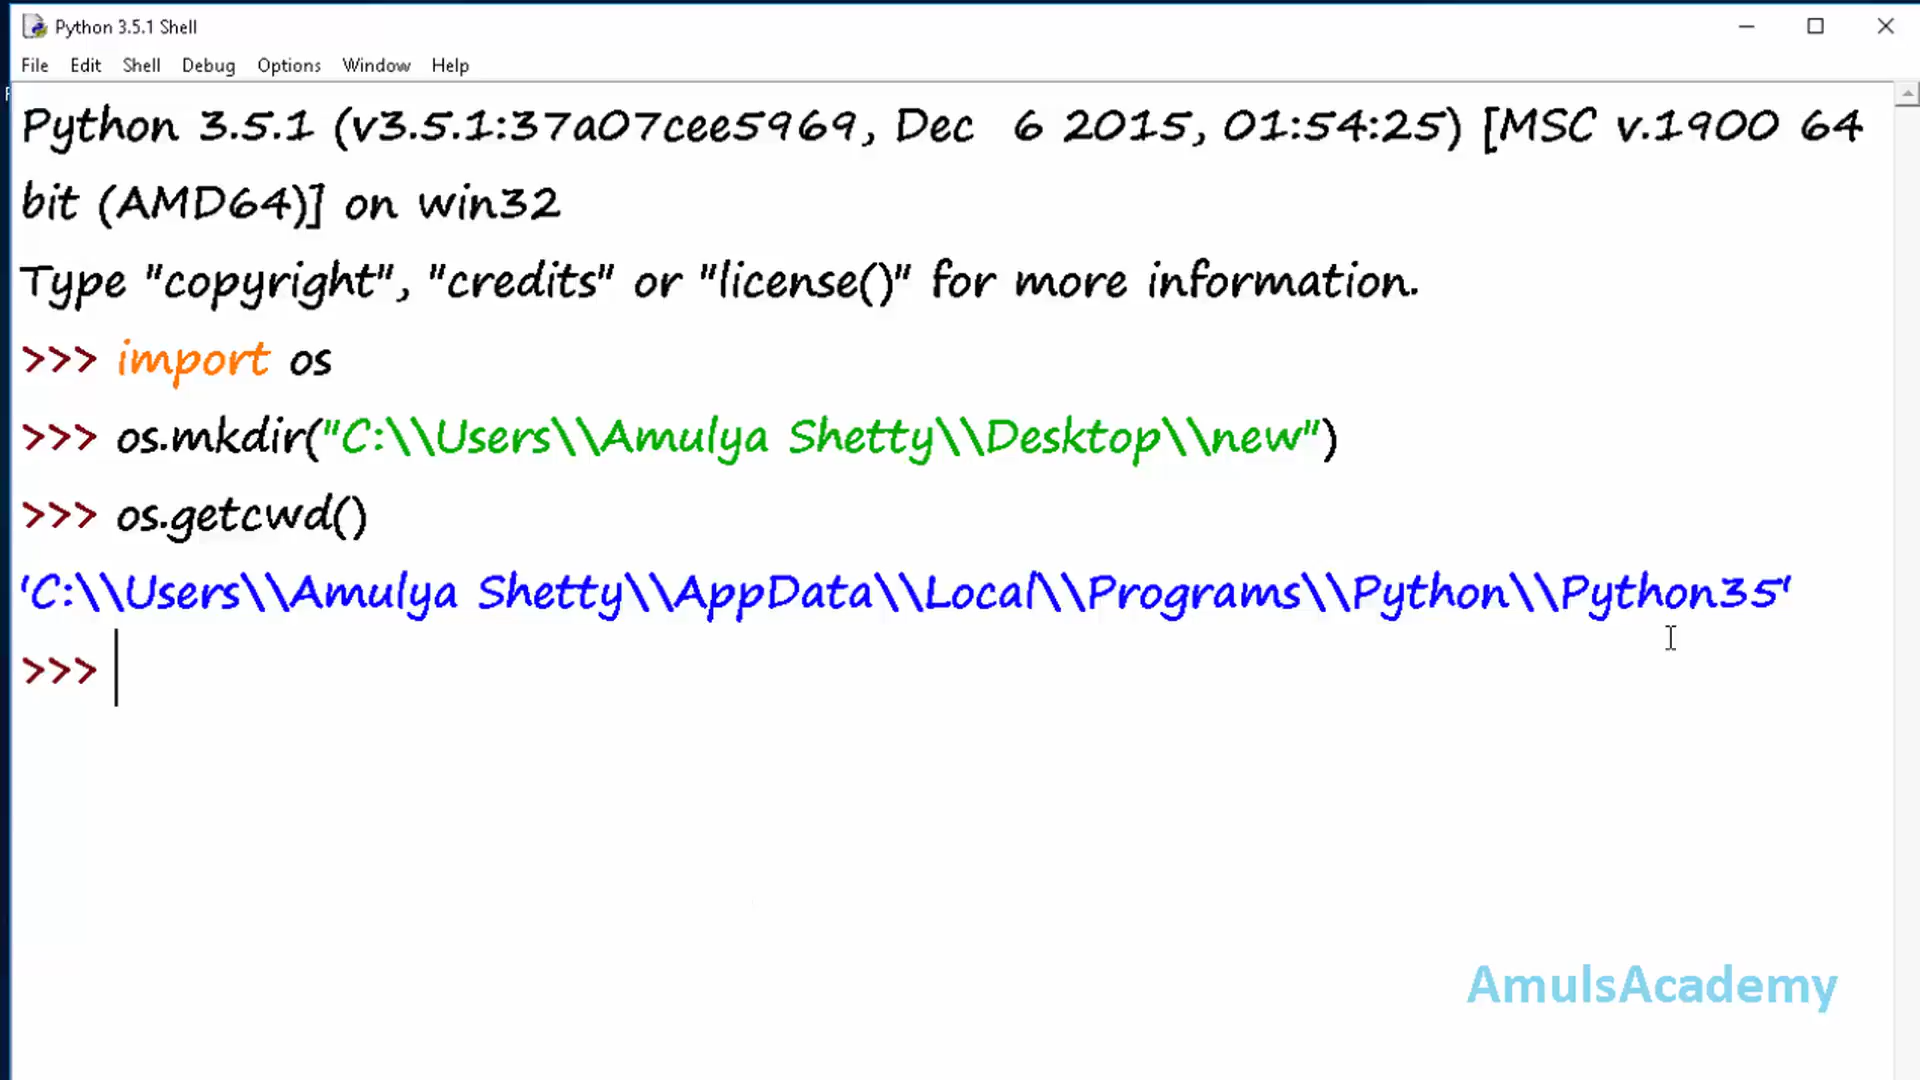 Python 3.5.1 Shell
File Edit Shell Debug Options Window Help
Python 3.5.1 (v3.5.1:37a07cee5969, Dec  6 2015, 01:54:25) [MSC v.1900 64
bit (AMD64)] on win32
Type "copyright", "credits" or "license()" for more information.
>>> import os
>>> os.mkdir("C:\\Users\\Amulya Shetty\\Desktop\\new")
>>> os.getcwd()
'C:\\Users\\Amulya Shetty\\AppData\\Local\\Programs\\Python\\Python35'
>>>
AmulsAcademy